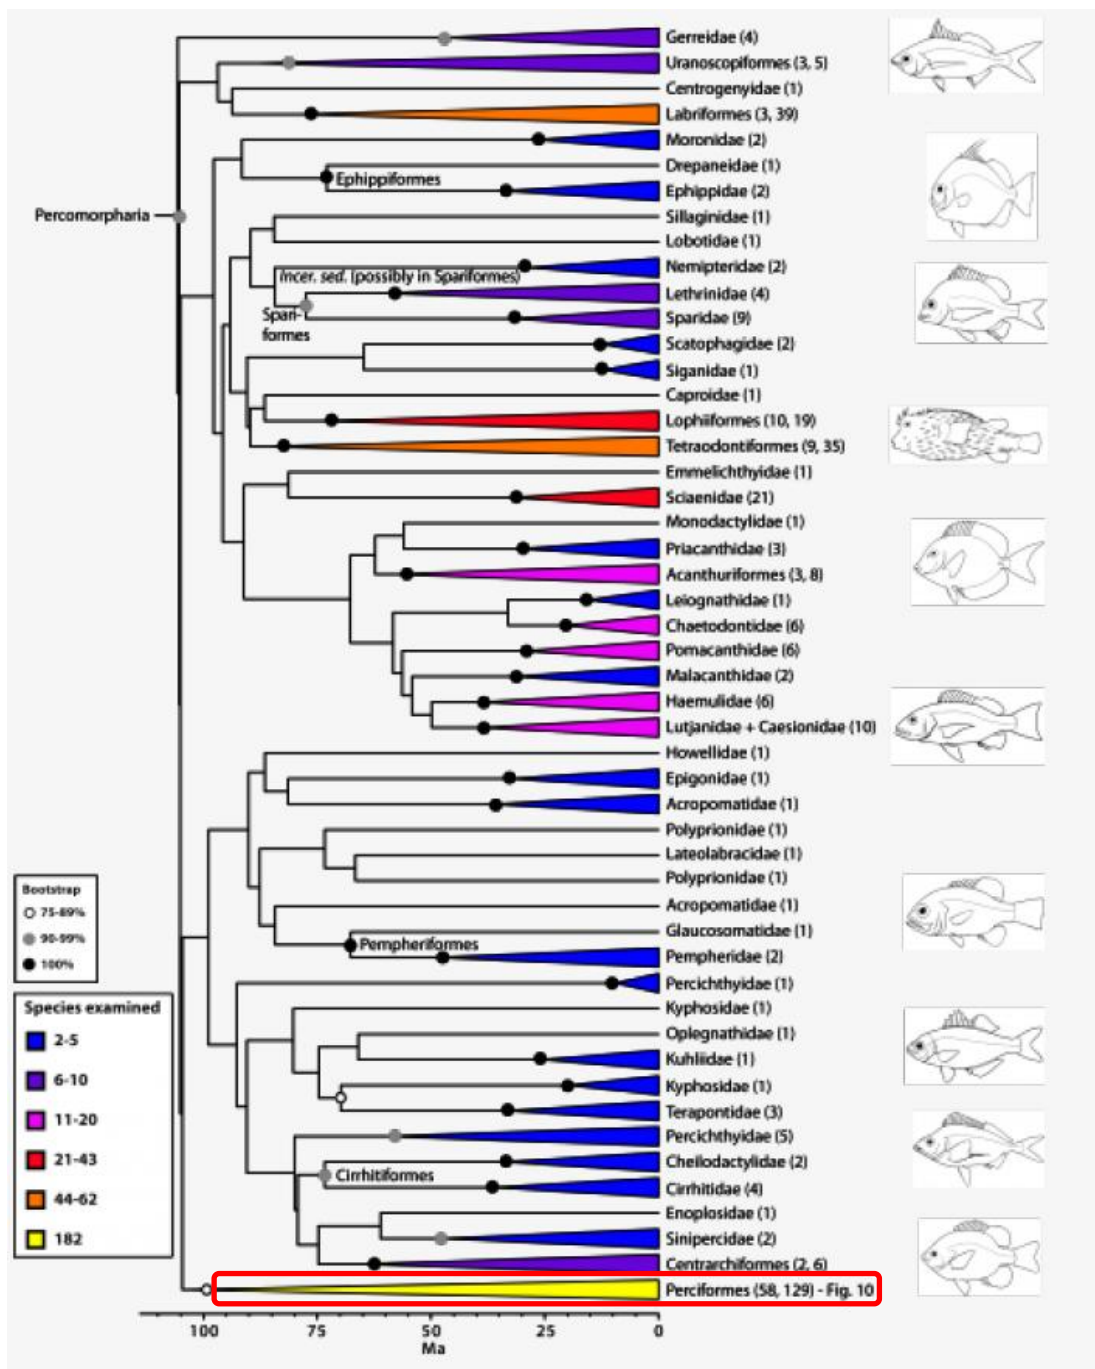 Gerreidae (4)
Uranoscopiformes (3, 5)
Centrogenyidae (1)
Labriformes (3, 39)
Moronidae (2)
Drepaneidae (1)
Ephippiformes
Ephippidae (2)
Percomorpharia
Sillaginidae (1)
Lobotidae (1)
Nemipteridae (2)
Incer. sed. (possibly in Spariformes)
Lethrinidae (4)
Spari-
formes
Sparidae (9)
Scatophagidae (2)
Siganidae (1)
Caproidae (1)
Lophiiformes (10, 19)
Tetraodontiformes (9, 35)
Emmelichthyidae (1)
Sciaenidae (21)
Monodactylidae (1)
Priacanthidae (3)
Acanthuriformes (3, 8)
Leiognathidae (1)
Chaetodontidae (6)
Pomacanthidae (6)
Malacanthidae (2)
Haemulidae (6)
Lutjanidae + Caesionidae (10)
Howellidae (1)
Epigonidae (1)
Acropomatidae (1)
Polyprionidae (1)
Lateolabracidae (1)
Polyprionidae (1)
Acropomatidae (1)
Glaucosomatidae (1)
Pempheriformes
Pempheridae (2)
Percichthyidae (1)
Kyphosidae (1)
Oplegnathidae (1)
Kuhliidae (1)
Kyphosidae (1)
Terapontidae (3)
Percichthyidae (5)
Cheilodactylidae (2)
Cirrhitiformes
Cirrhitidae (4)
Enoplosidae (1)
Sinipercidae (2)
Centrarchiformes (2, 6)
Perciformes (58, 129) - Fig. 10
Bootstrap
75-89%
90-99%
100%
Species examined
2-5
6-10
11-20
21-43
44-62
182
100 75 50 25 0
Ma